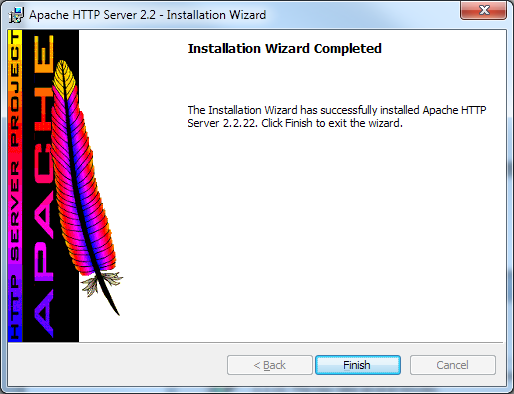 Apache HTTP Server 2.2 - Installation Wizard
HTTP SERVER PROJECT
APACHE
Installation Wizard Completed
The Installation Wizard has successfully installed Apache HTTP
Server 2.2.22. Click Finish to exit the wizard.
< Back
Finish
Cancel